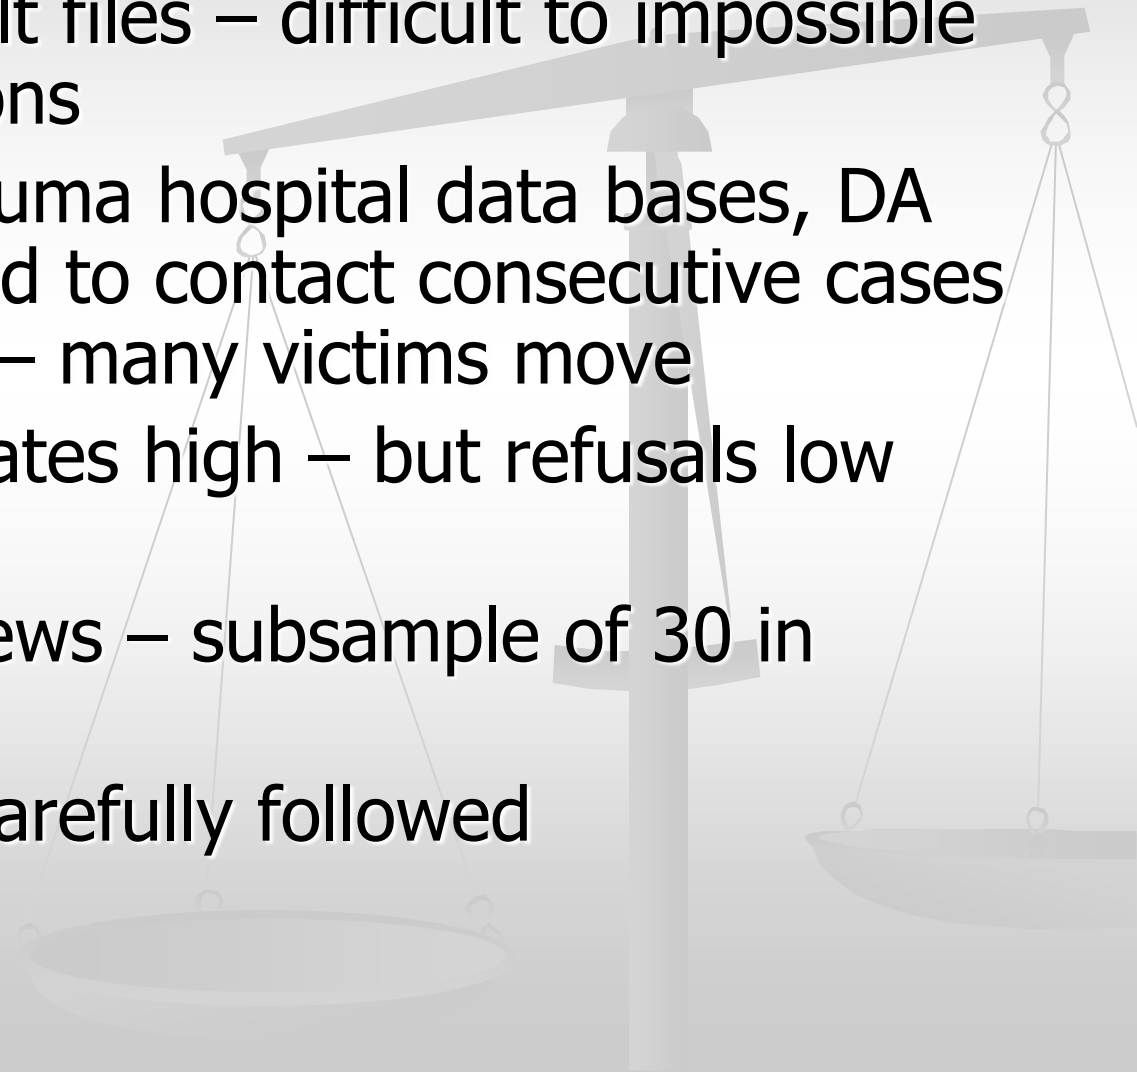 lt files – difficult to impossible
ons
uma hospital data bases, DA
d to contact consecutive cases
– many victims move
ates high – but refusals low
ews – subsample of 30 in
arefully followed